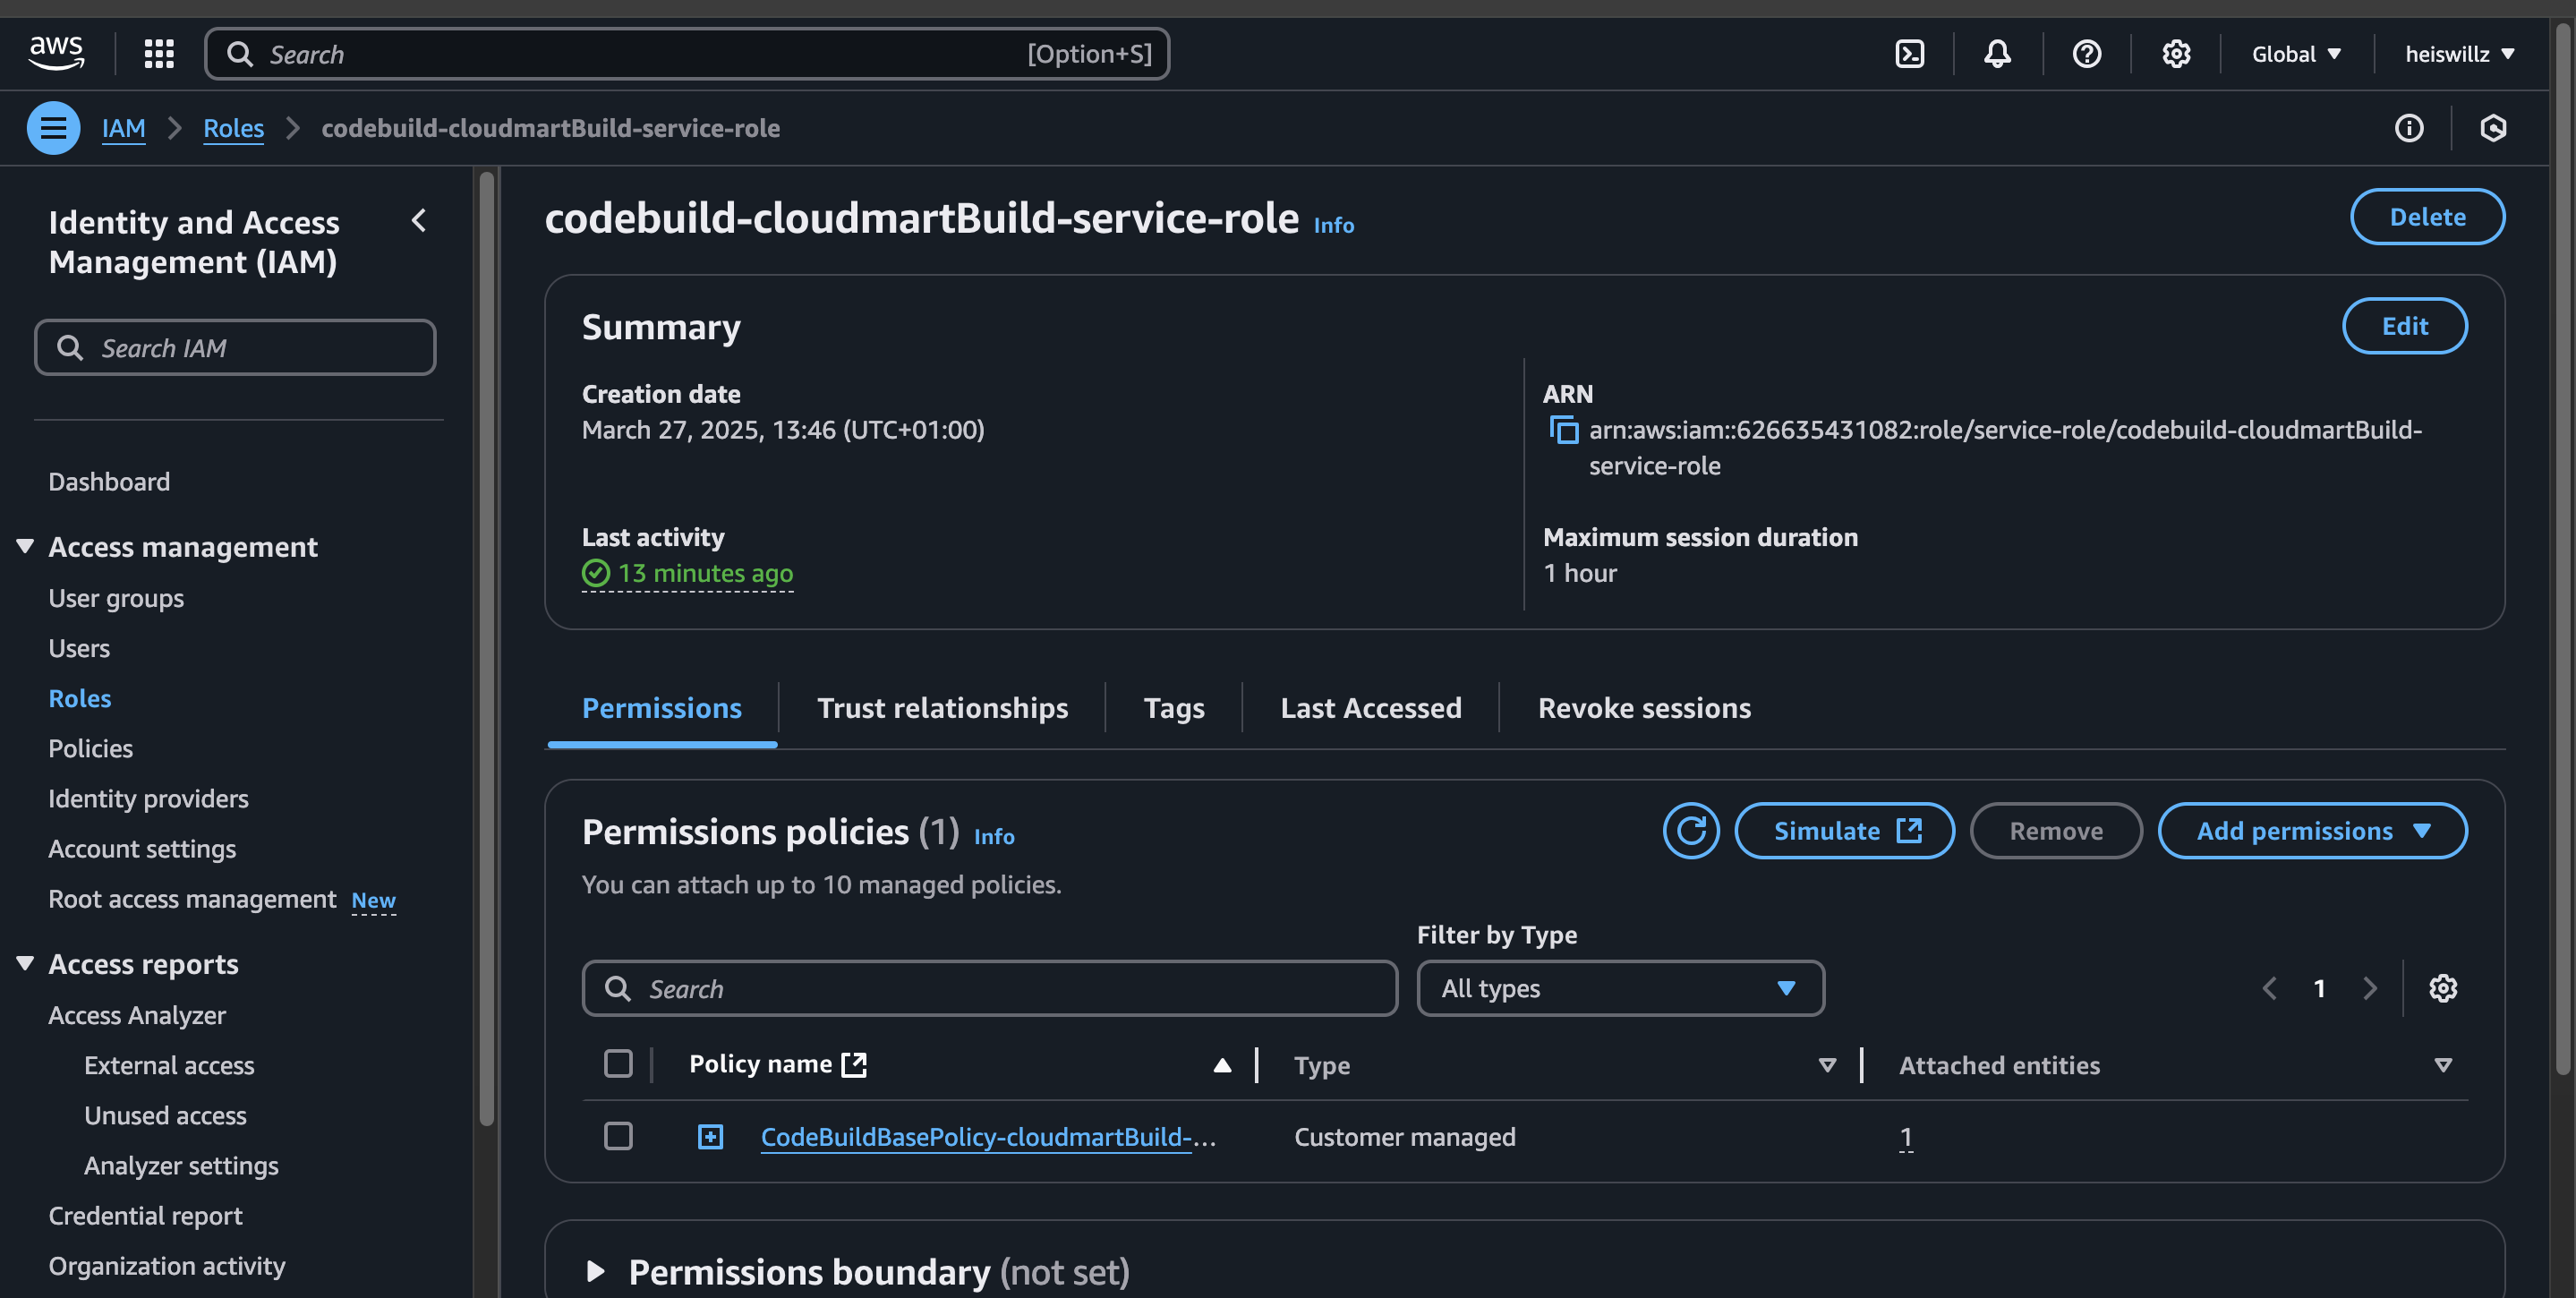 aws
Search
[Option+S]
Global
heiswillz
IAM
Roles
codebuild-cloudmartBuild-service-role
Identity and Access
Management (IAM)
Search IAM
Dashboard
Access management
User groups
Users
Roles
Policies
Identity providers
Account settings
Root access management New
Access reports
Access Analyzer
External access
Unused access
Analyzer settings
Credential report
Organization activity
codebuild-cloudmartBuild-service-role Info
Delete
Summary
Edit
Creation date
March 27, 2025, 13:46 (UTC+01:00)
ARN
arn:aws:iam::626635431082:role/service-role/codebuild-cloudmartBuild-
service-role
Last activity
13 minutes ago
Maximum session duration
1 hour
Permissions
Trust relationships
Tags
Last Accessed
Revoke sessions
Permissions policies (1) Info
Simulate
Remove
Add permissions
You can attach up to 10 managed policies.
Filter by Type
Search
All types
1
Policy name
Type
Attached entities
CodeBuildBasePolicy-cloudmartBuild-...
Customer managed
1
Permissions boundary (not set)